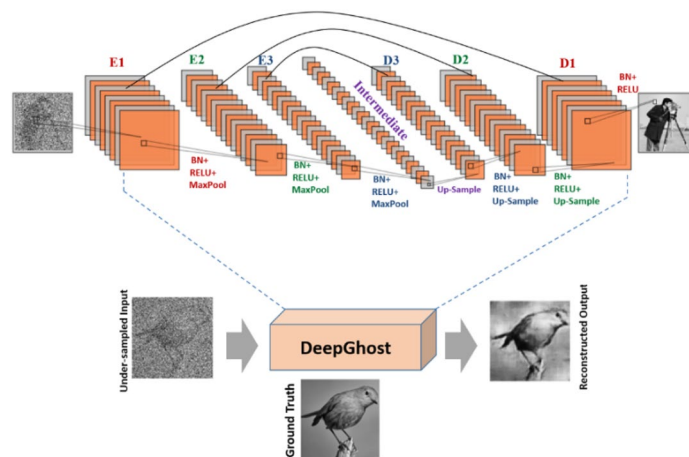 E1
E2
E3
D3
D2
D1
BN+
RELU
Intermediate
BN+
RELU+
MaxPool
BN+
RELU+
MaxPool
BN+
RELU+
MaxPool
Up-Sample
BN+
RELU+
Up-Sample
BN+
RELU+
Up-Sample
Under-sampled Input
DeepGhost
Reconstructed Output
Ground Truth